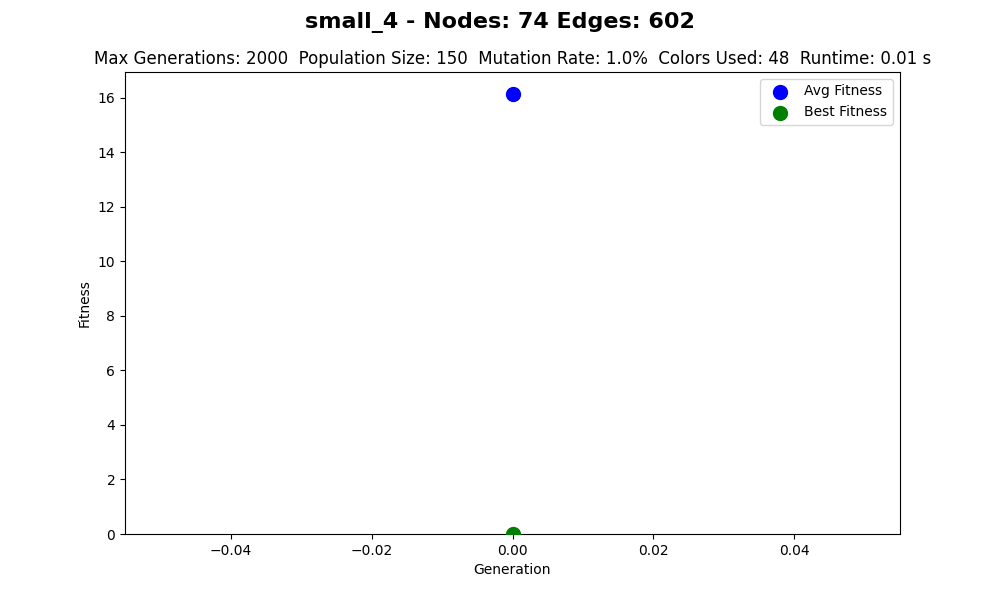 small_4 - Nodes: 74 Edges: 602
Max Generations: 2000  Population Size: 150  Mutation Rate: 1.0%  Colors Used: 48  Runtime: 0.01 s
Avg Fitness
Best Fitness
16
14
12
10
8
6
4
2
0
Fitness
−0.04
−0.02
0.00
0.02
0.04
Generation